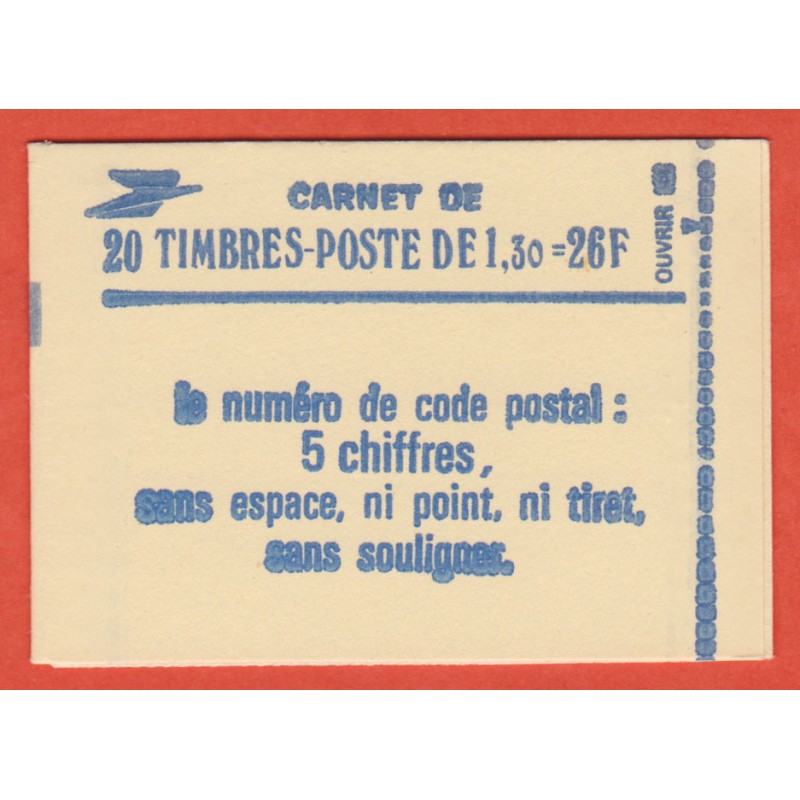 CARNET DE
20 TIMBRES-POSTE DE 1,30 = 26F
OUVRIR
le numéro de code postal :
5 chiffres,
sans espace, ni point, ni tiret,
sans souligner.